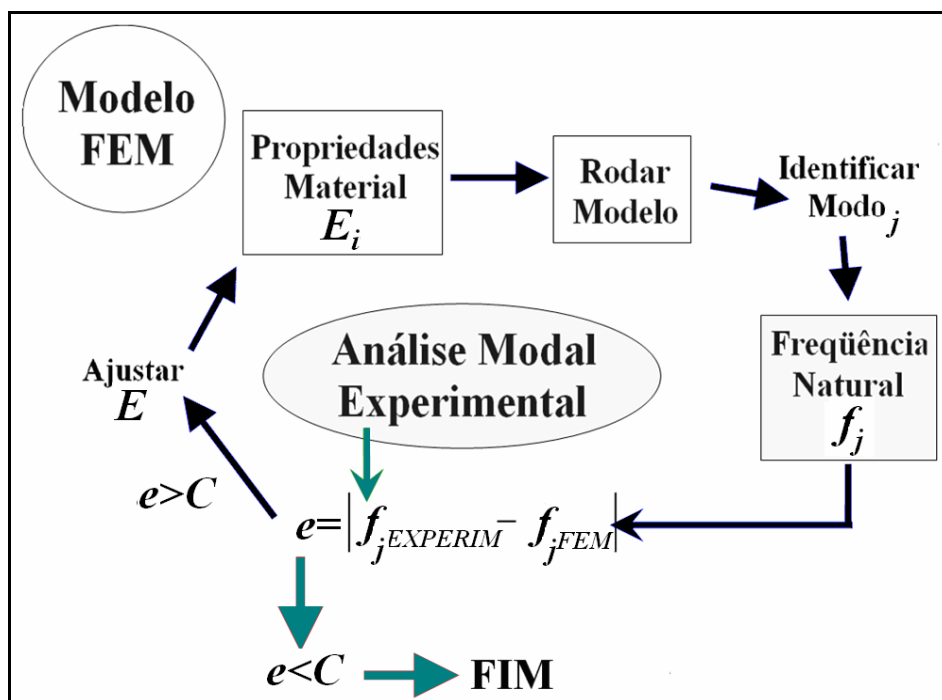 Modelo
FEM
Propriedades
Material
E_i
Rodar
Modelo
Identificar
Modo_j
Freqüência
Natural
f_j
Análise Modal
Experimental
Ajustar
E
e>C
e=|f_jEXPERIM − f_jFEM|
e<C
FIM